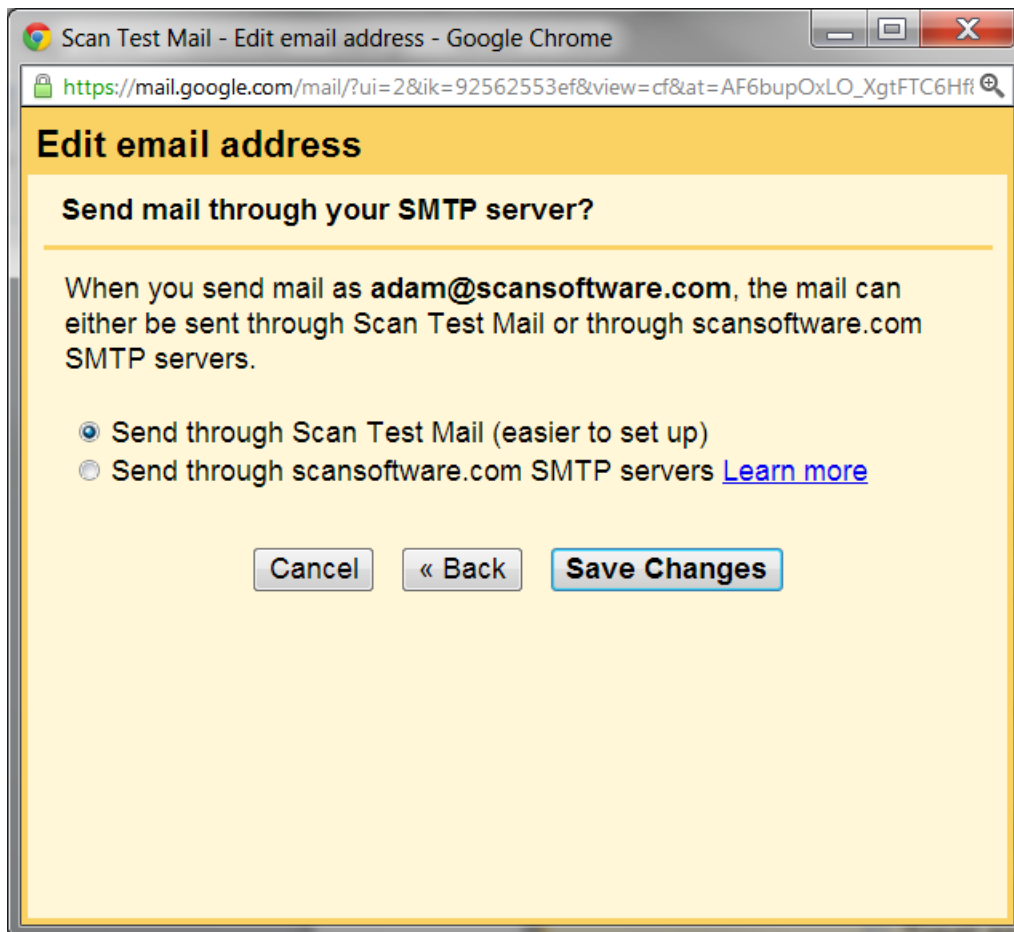 Scan Test Mail - Edit email address - Google Chrome
https://mail.google.com/mail/?ui=2&ik=92562553ef&view=cf&at=AF6bupOxLO_XgtFTC6Hf
Edit email address
Send mail through your SMTP server?
When you send mail as adam@scansoftware.com, the mail can
either be sent through Scan Test Mail or through scansoftware.com
SMTP servers.
Send through Scan Test Mail (easier to set up)
Send through scansoftware.com SMTP servers Learn more
Cancel « Back Save Changes